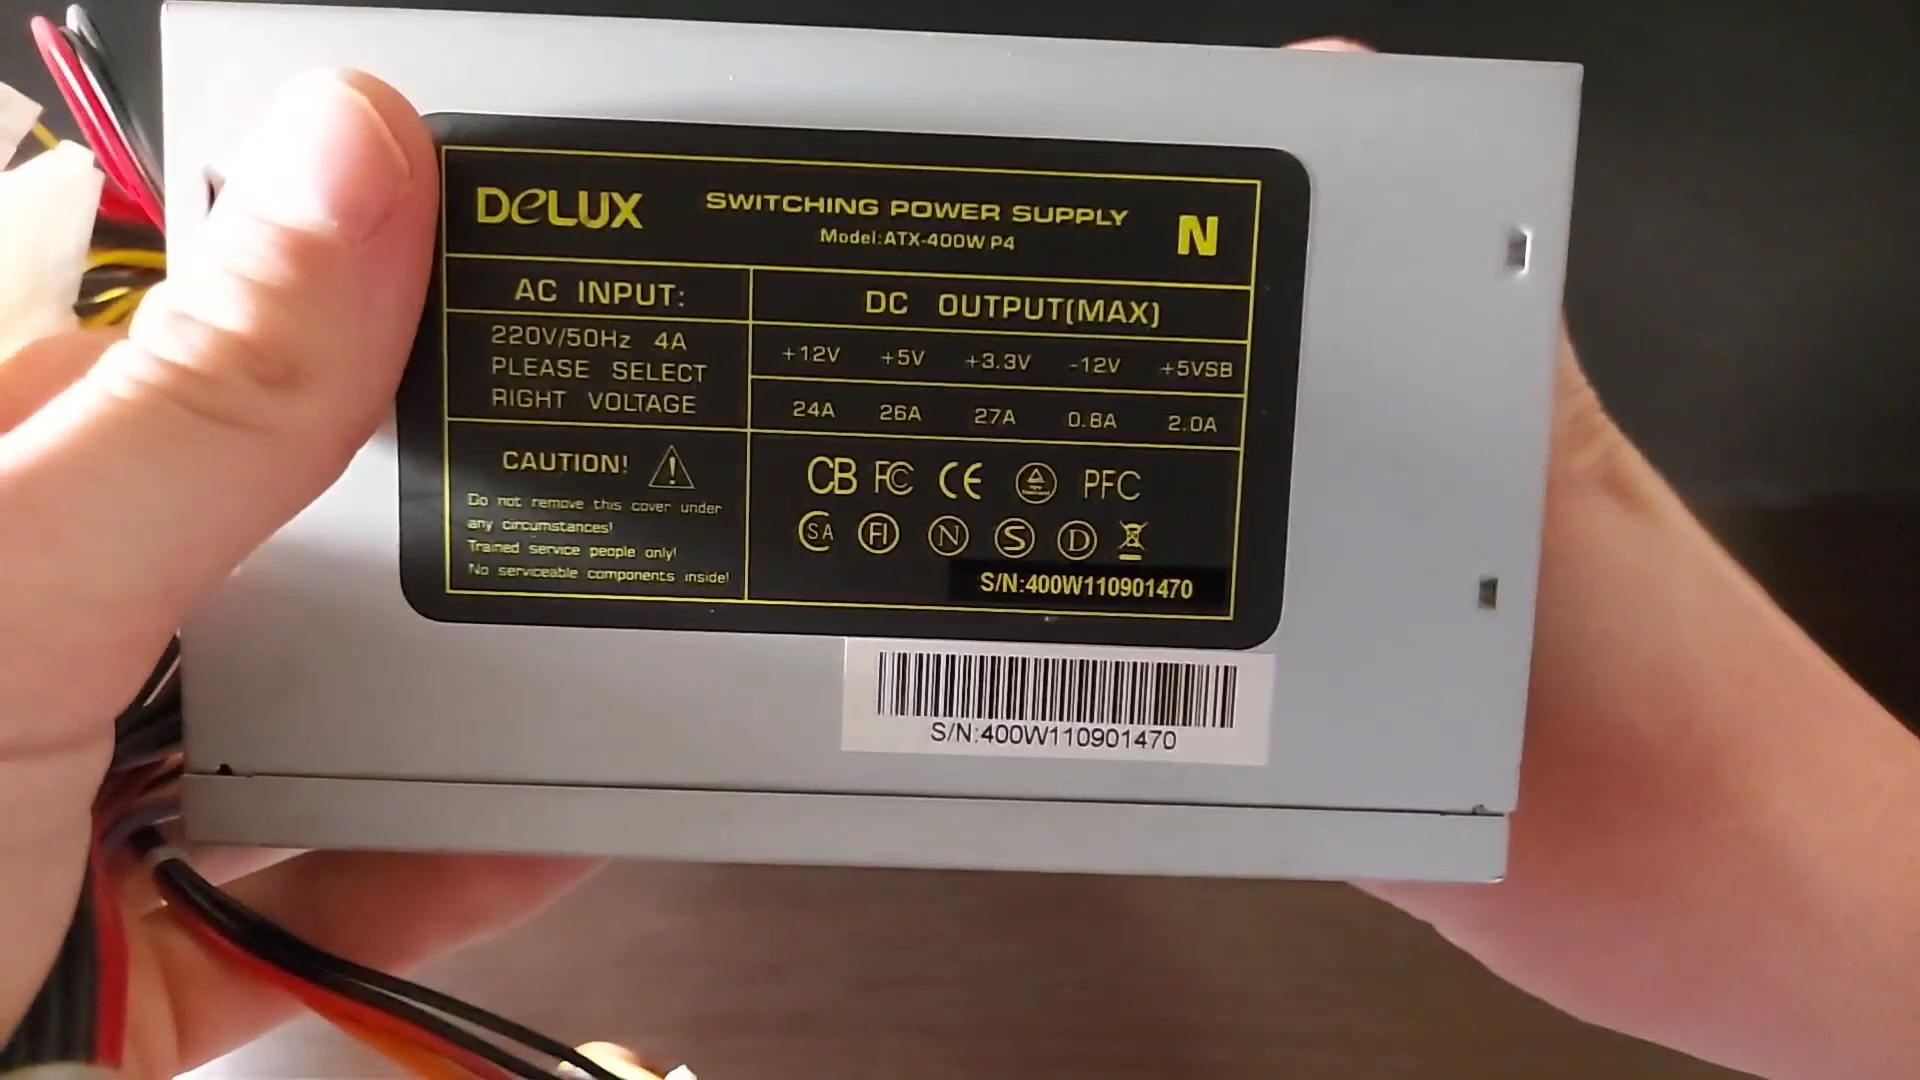 DELUX
SWITCHING POWER SUPPLY
Model:ATX-400W P4
N
AC INPUT:
220V/50Hz 4A
PLEASE SELECT
RIGHT VOLTAGE
DC OUTPUT(MAX)
+12V +5V +3.3V -12V +5VSB
24A 26A 27A 0.8A 2.0A
CAUTION!
Do not remove this cover under
any circumstances!
Trained service people only!
No serviceable components inside!
CB FC CE PFC
SA FI N S D
S/N:400W110901470
S/N:400W110901470